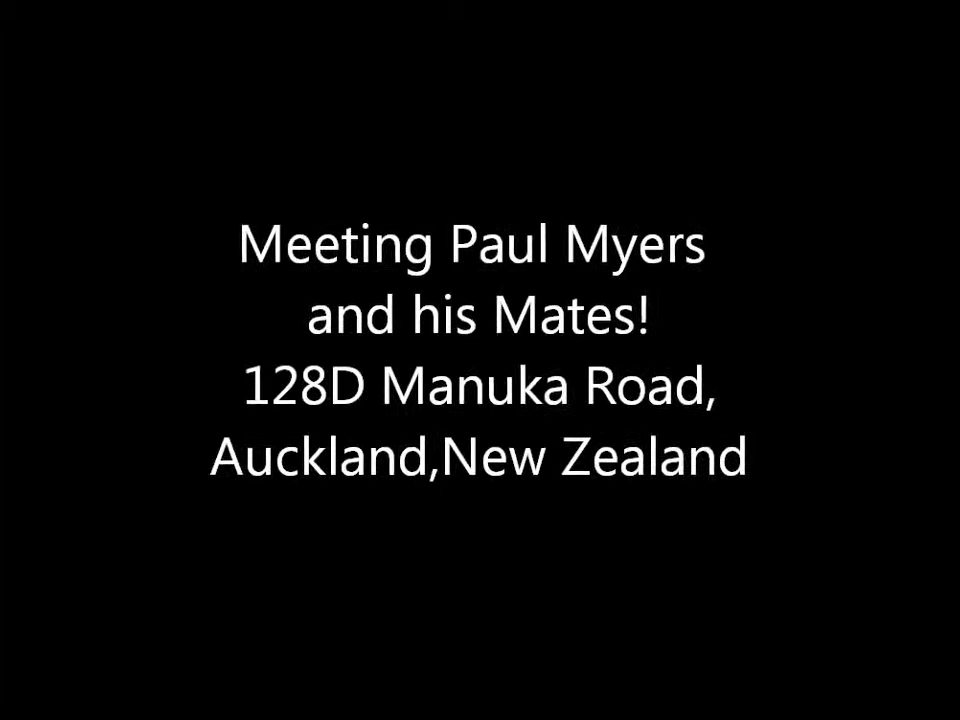 Meeting Paul Myers
and his Mates!
128D Manuka Road,
Auckland,New Zealand